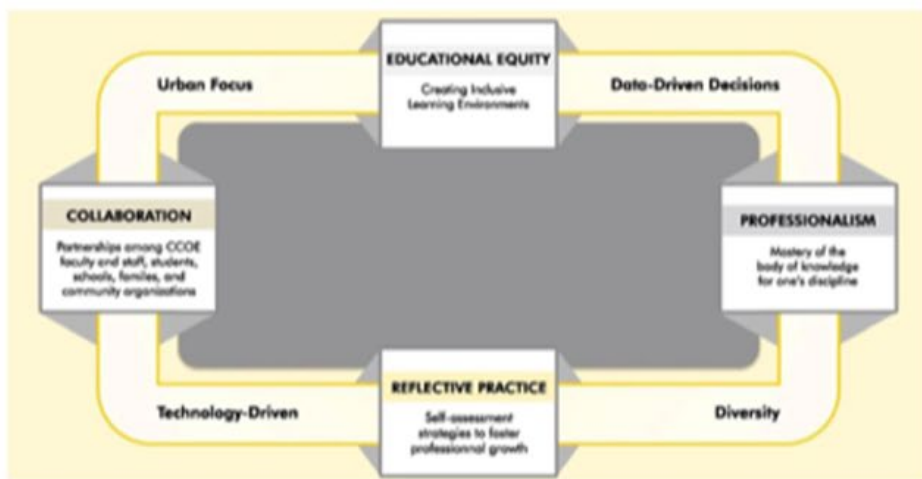 EDUCATIONAL EQUITY
Creating Inclusive
Learning Environments
Urban Focus
Data-Driven Decisions
COLLABORATION
Partnerships among CCOE
faculty and staff, students,
schools, familes, and
community organizations
PROFESSIONALISM
Mastery of the
body of knowledge
for one's discipline
REFLECTIVE PRACTICE
Self-assessment
strategies to foster
professionnal growth
Technology-Driven
Diversity